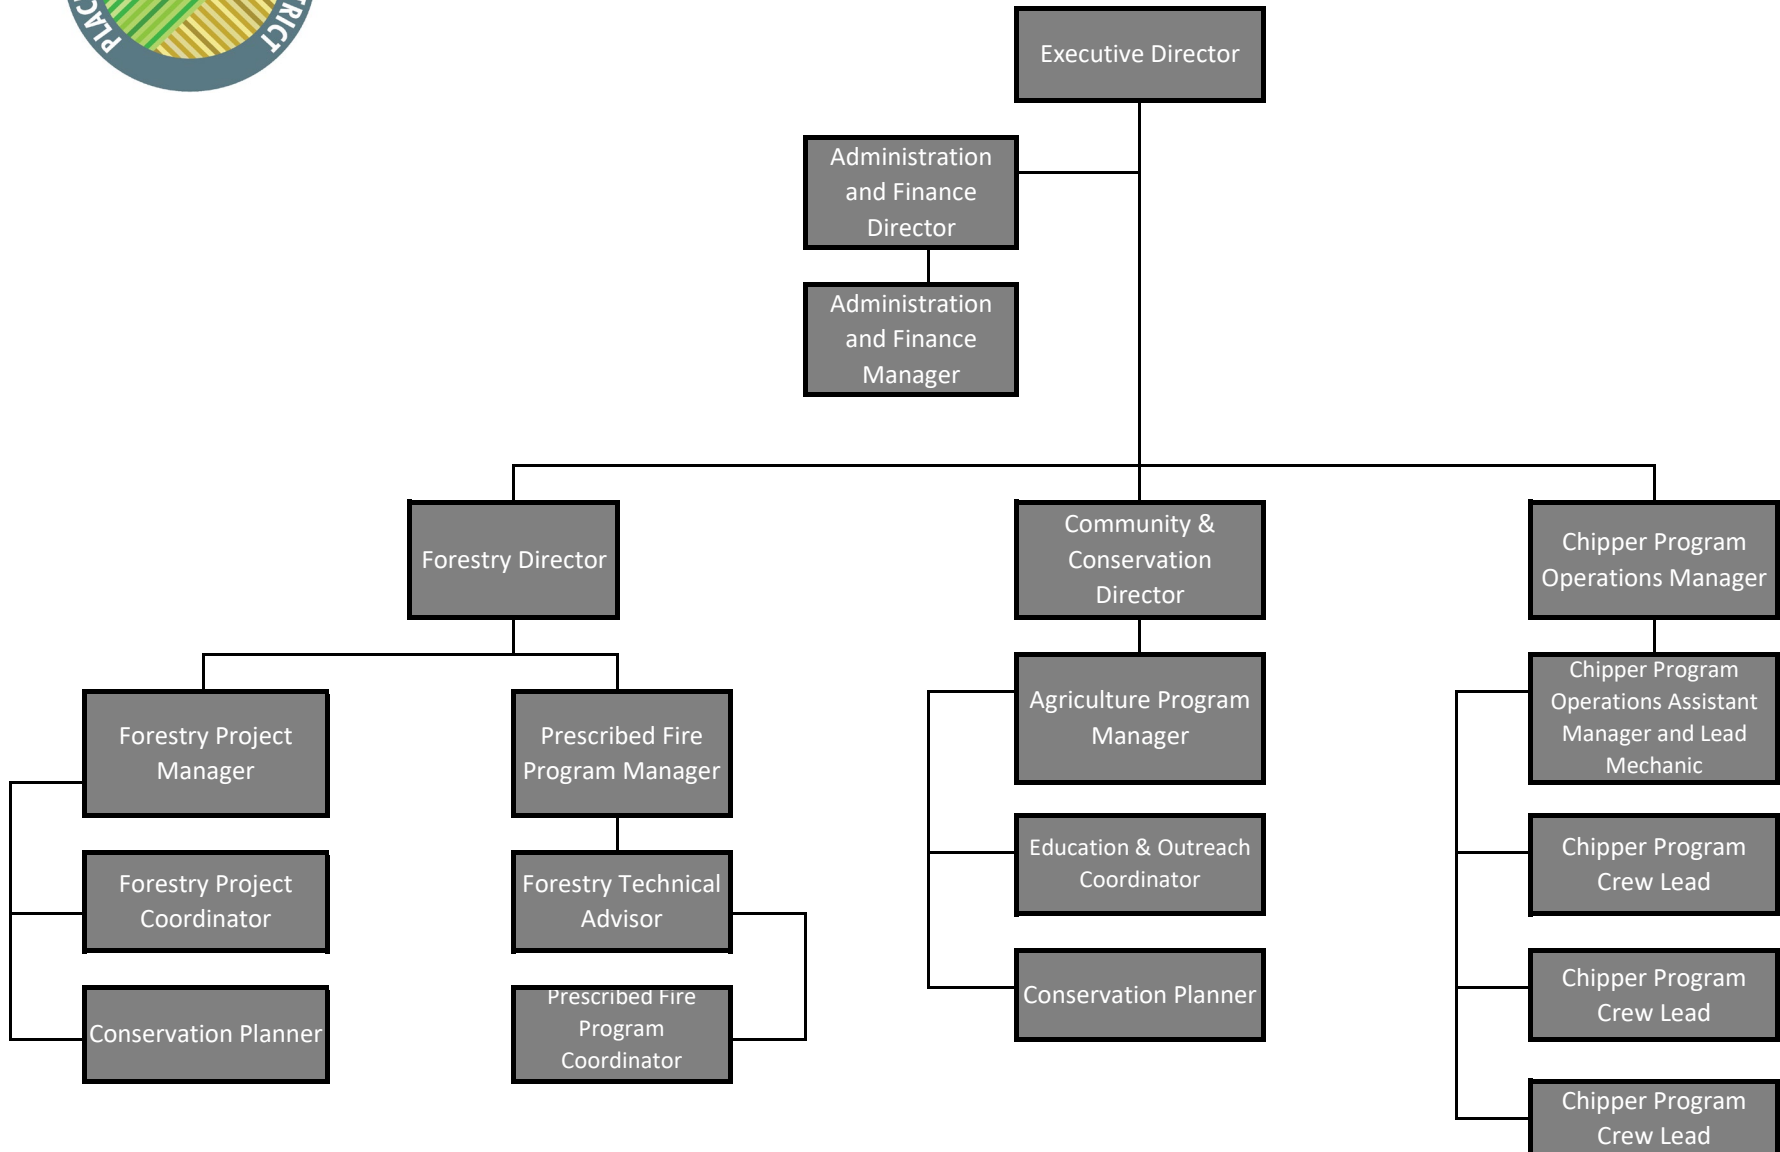 PLAC
TRICT
Executive Director
Administration
and Finance
Director
Administration
and Finance
Manager
Forestry Director
Community &
Conservation
Director
Chipper Program
Operations Manager
Forestry Project
Manager
Prescribed Fire
Program Manager
Agriculture Program
Manager
Chipper Program
Operations Assistant
Manager and Lead
Mechanic
Forestry Project
Coordinator
Forestry Technical
Advisor
Education & Outreach
Coordinator
Chipper Program
Crew Lead
Conservation Planner
Prescribed Fire
Program
Coordinator
Conservation Planner
Chipper Program
Crew Lead
Chipper Program
Crew Lead